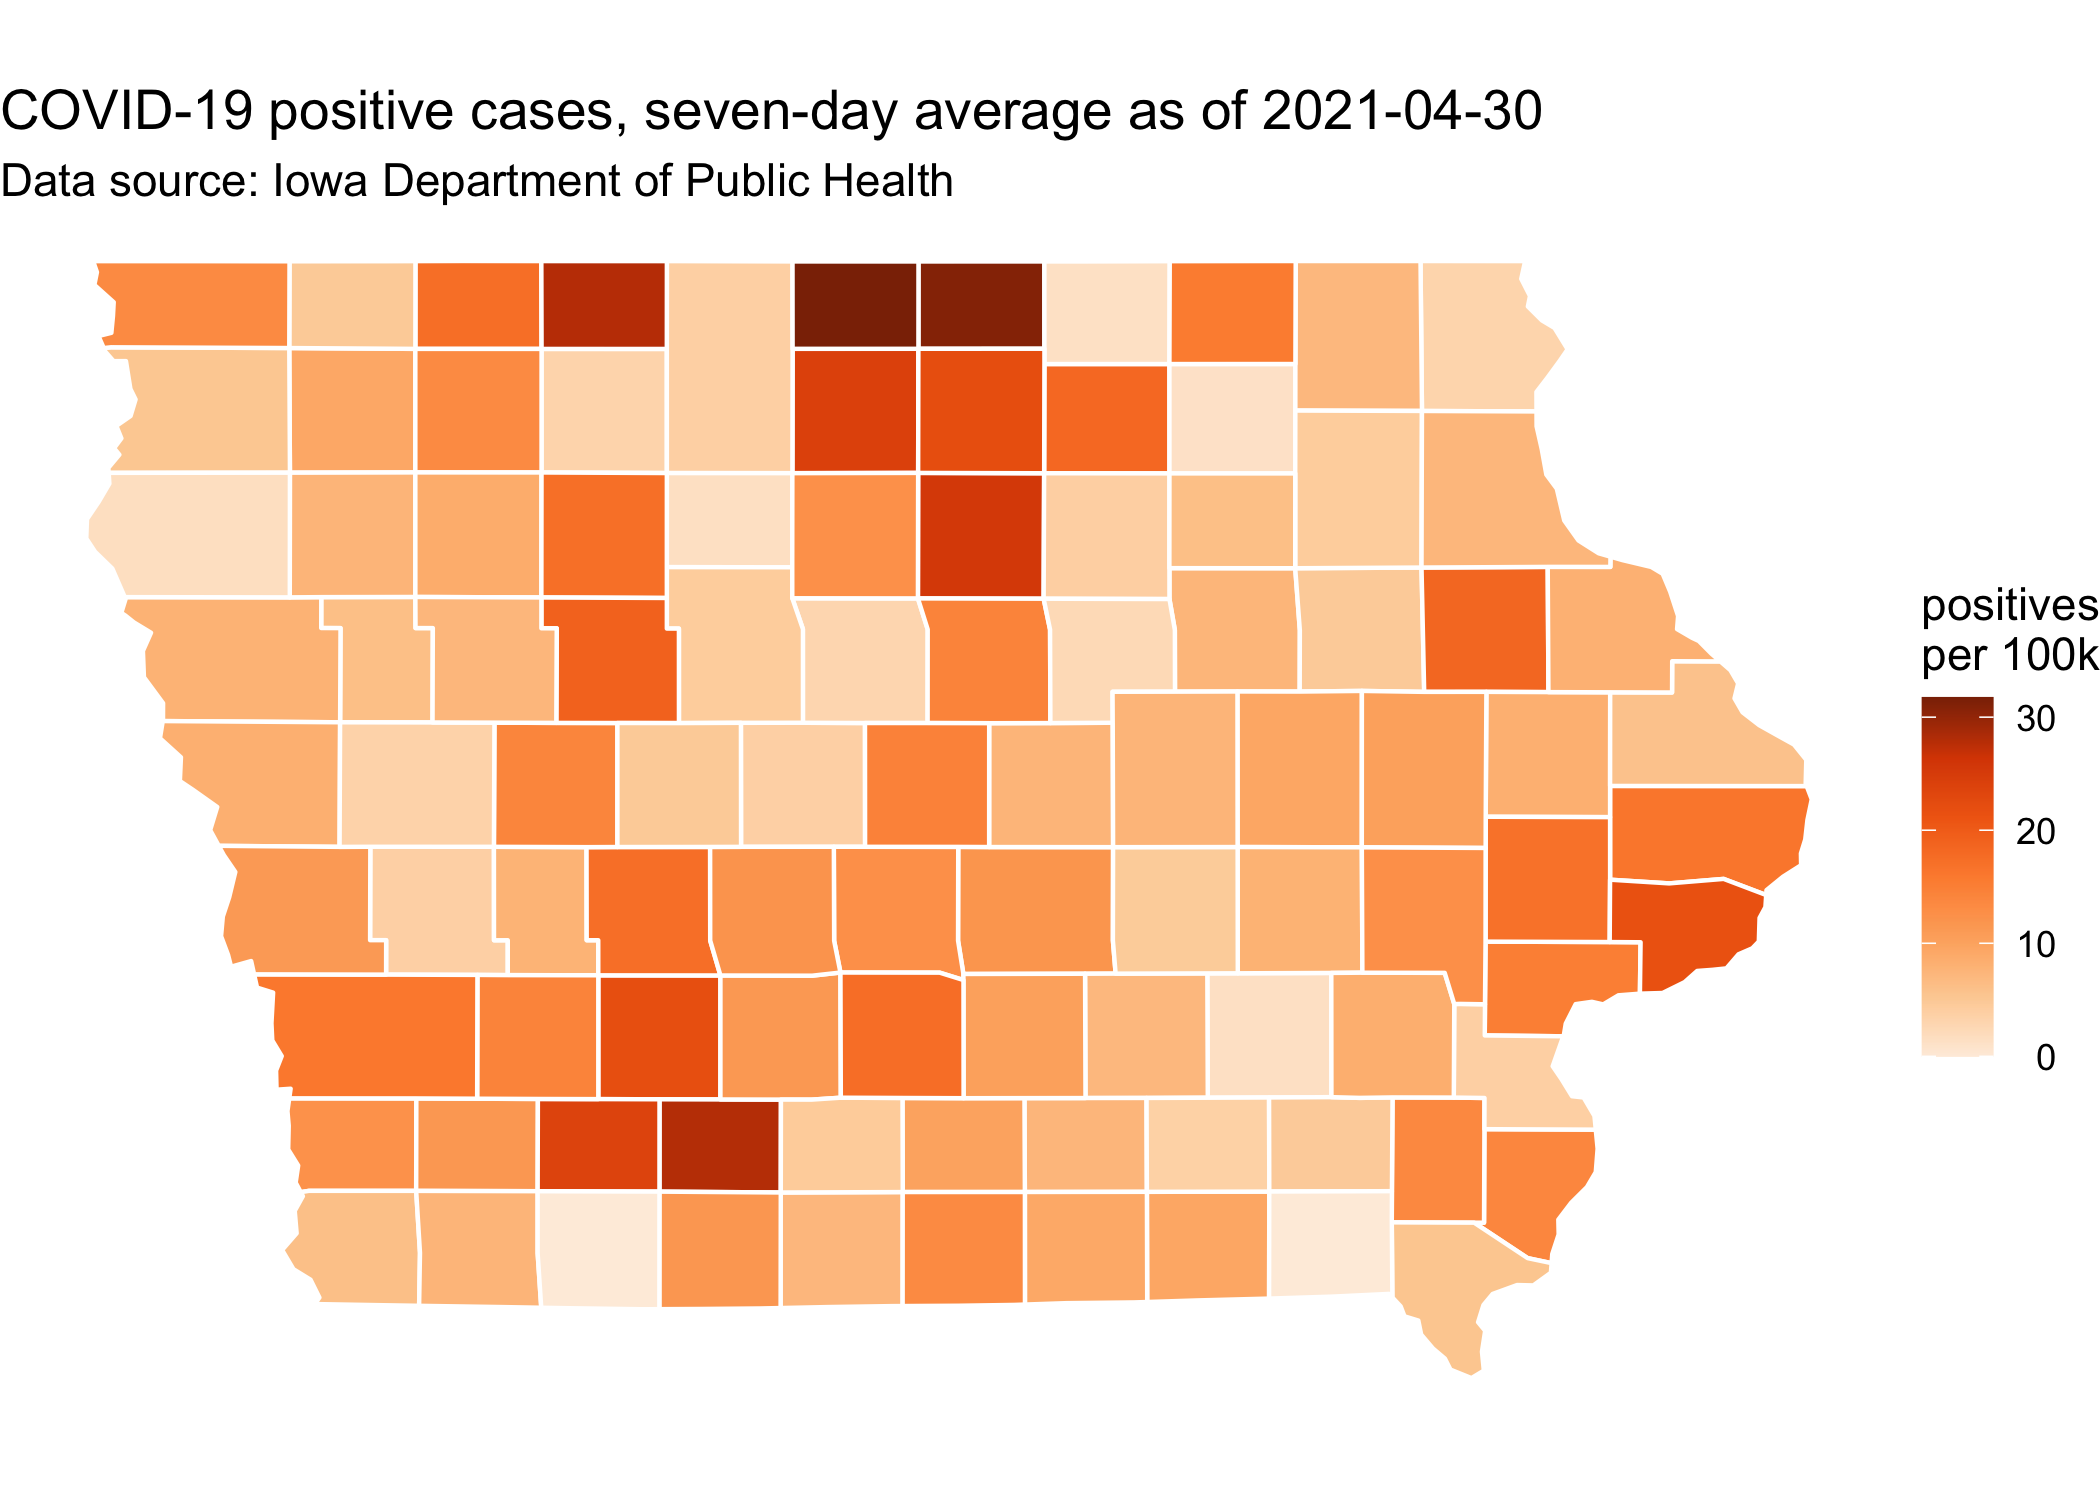 COVID-19 positive cases, seven-day average as of 2021-04-30
Data source: Iowa Department of Public Health
positives
per 100k
30
20
10
0